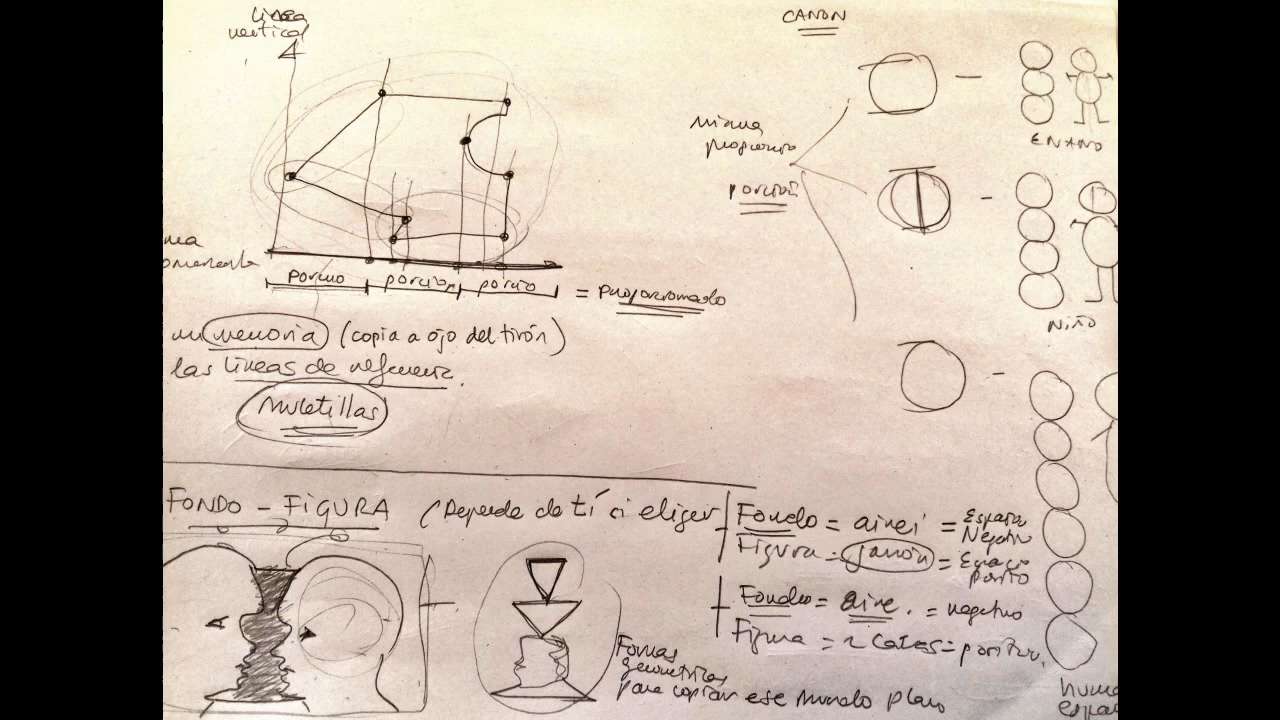 Línea
vertical
CANON
ENANO
misma
proporción
porción
NIÑO
porción porción porción = proporcionado
memoria (copia a ojo del tirón)
las líneas de referencia.
Muletillas
FONDO - FiGURA (Depende de tí si eliges
Fondo = aire = Espacio
Negativo
Figura = jarrón = Espacio
positivo
Fondo = aire. = negativo
Figura = 2 caras = positivo.
Formas
geométricas
para copiar ese mundo plano